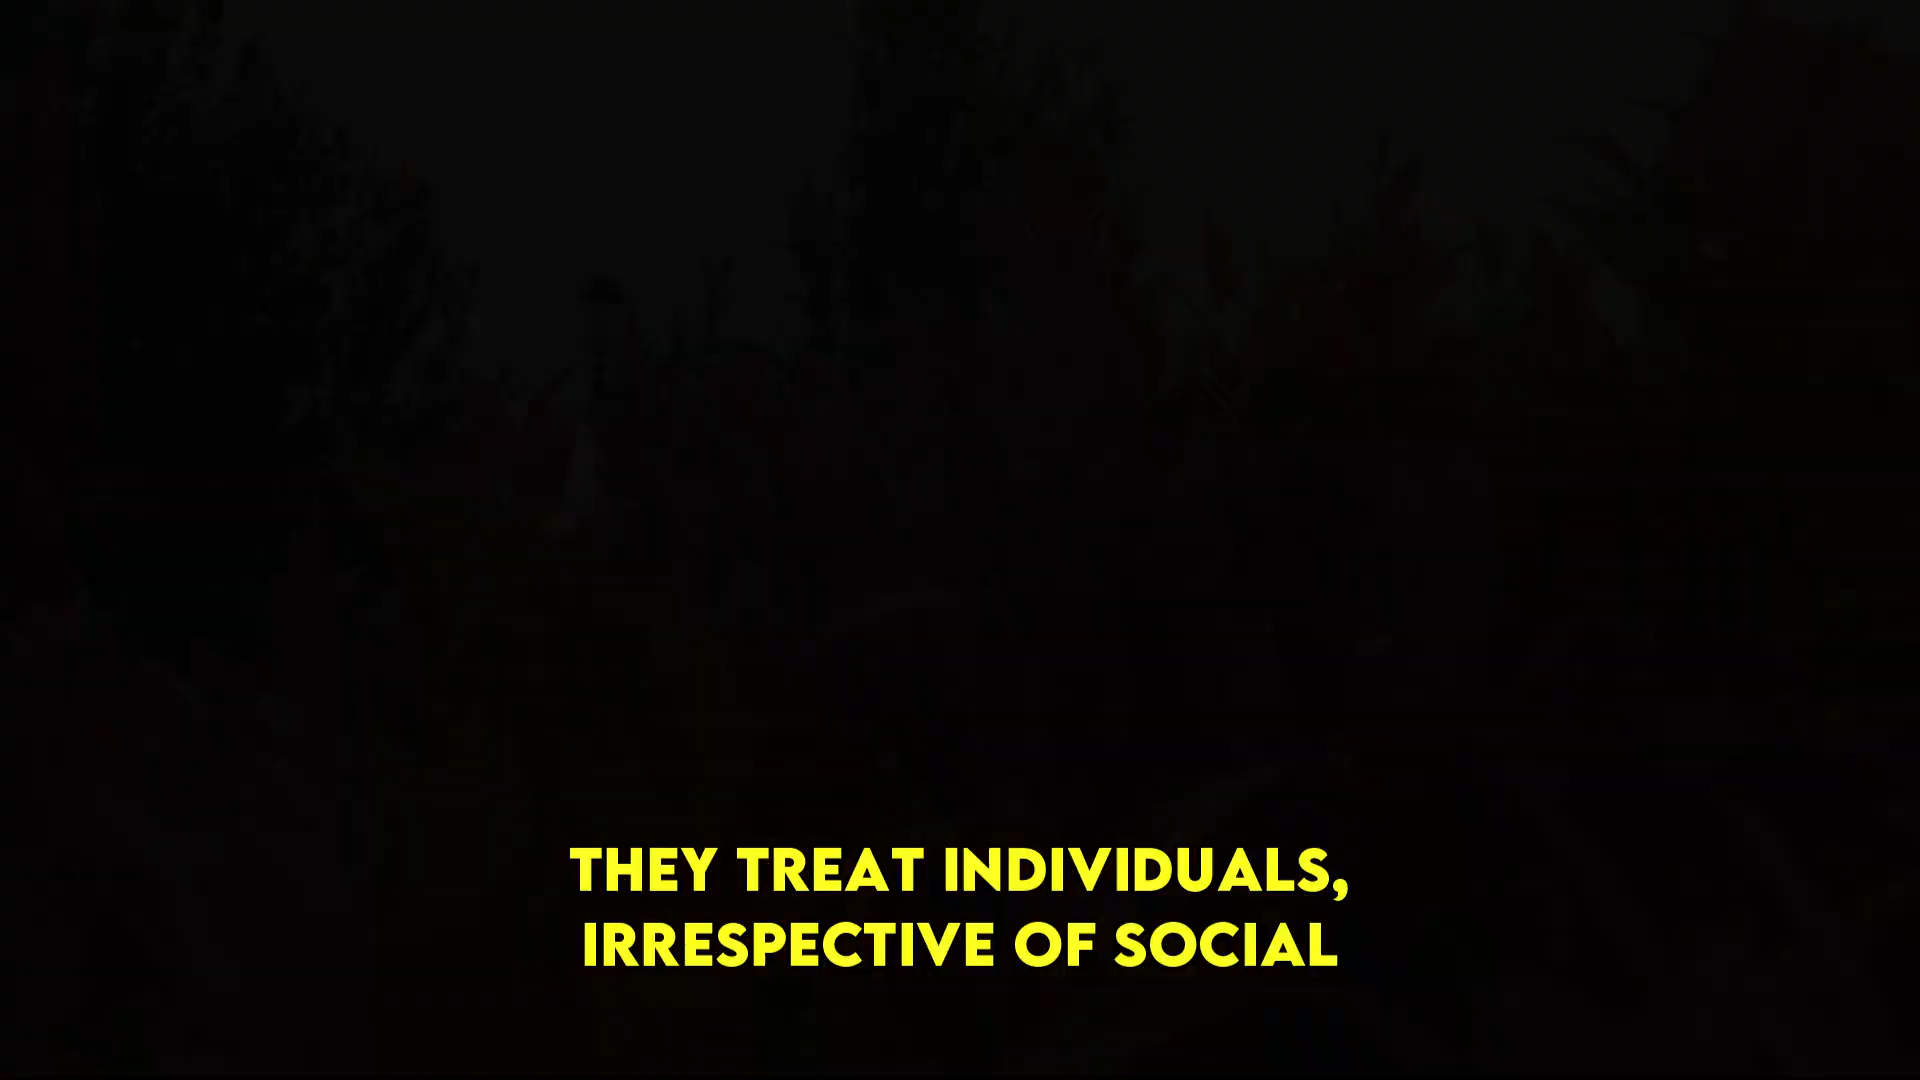 THEY TREAT INDIVIDUALS,
IRRESPECTIVE OF SOCIAL